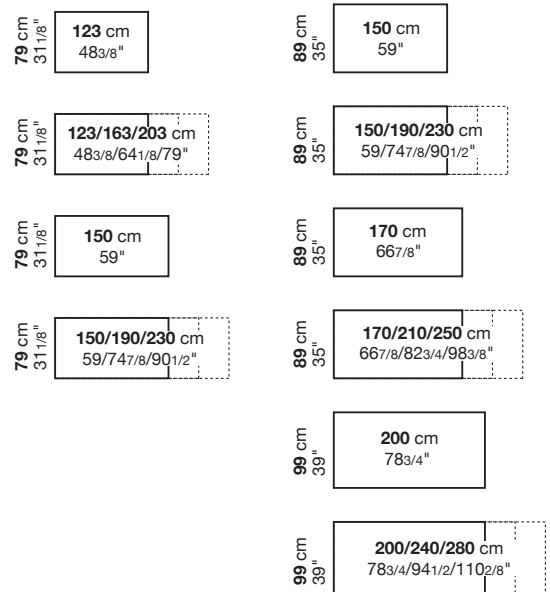 79 cm
31 1/8"
123 cm
48 3/8"
79 cm
31 1/8"
123/163/203 cm
48 3/8/64 1/8/79"
79 cm
31 1/8"
150 cm
59"
79 cm
31 1/8"
150/190/230 cm
59/74 7/8/90 1/2"
89 cm
35"
150 cm
59"
89 cm
35"
150/190/230 cm
59/74 7/8/90 1/2"
89 cm
35"
170 cm
66 7/8"
89 cm
35"
170/210/250 cm
66 7/8/82 3/4/98 3/8"
99 cm
39"
200 cm
78 3/4"
99 cm
39"
200/240/280 cm
78 3/4/94 1/2/110 2/8"